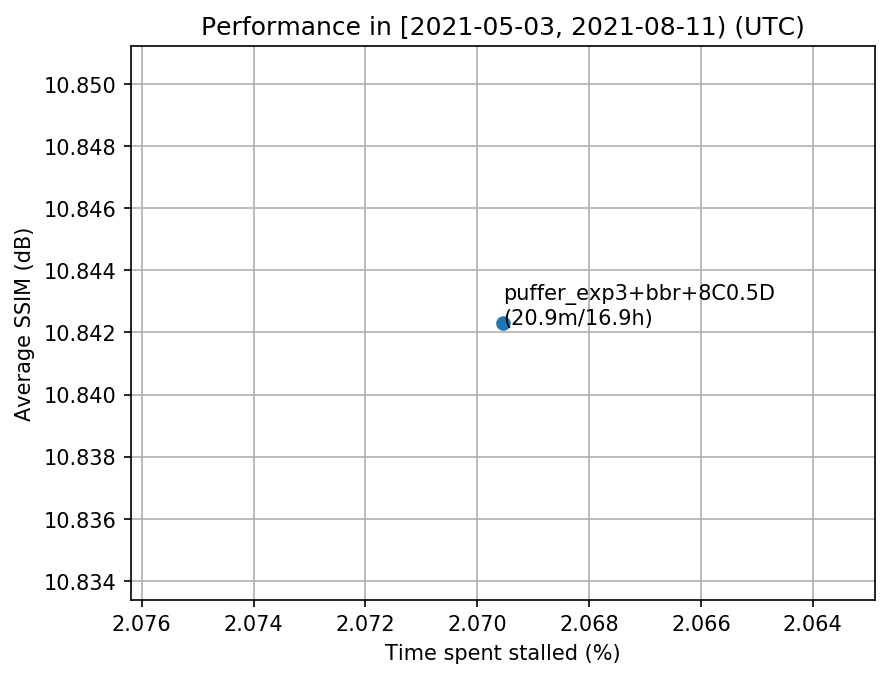 Performance in [2021-05-03, 2021-08-11) (UTC)
Average SSIM (dB)
10.850
10.848
10.846
10.844
10.842
10.840
10.838
10.836
10.834
puffer_exp3+bbr+8C0.5D
(20.9m/16.9h)
2.076 2.074 2.072 2.070 2.068 2.066 2.064
Time spent stalled (%)